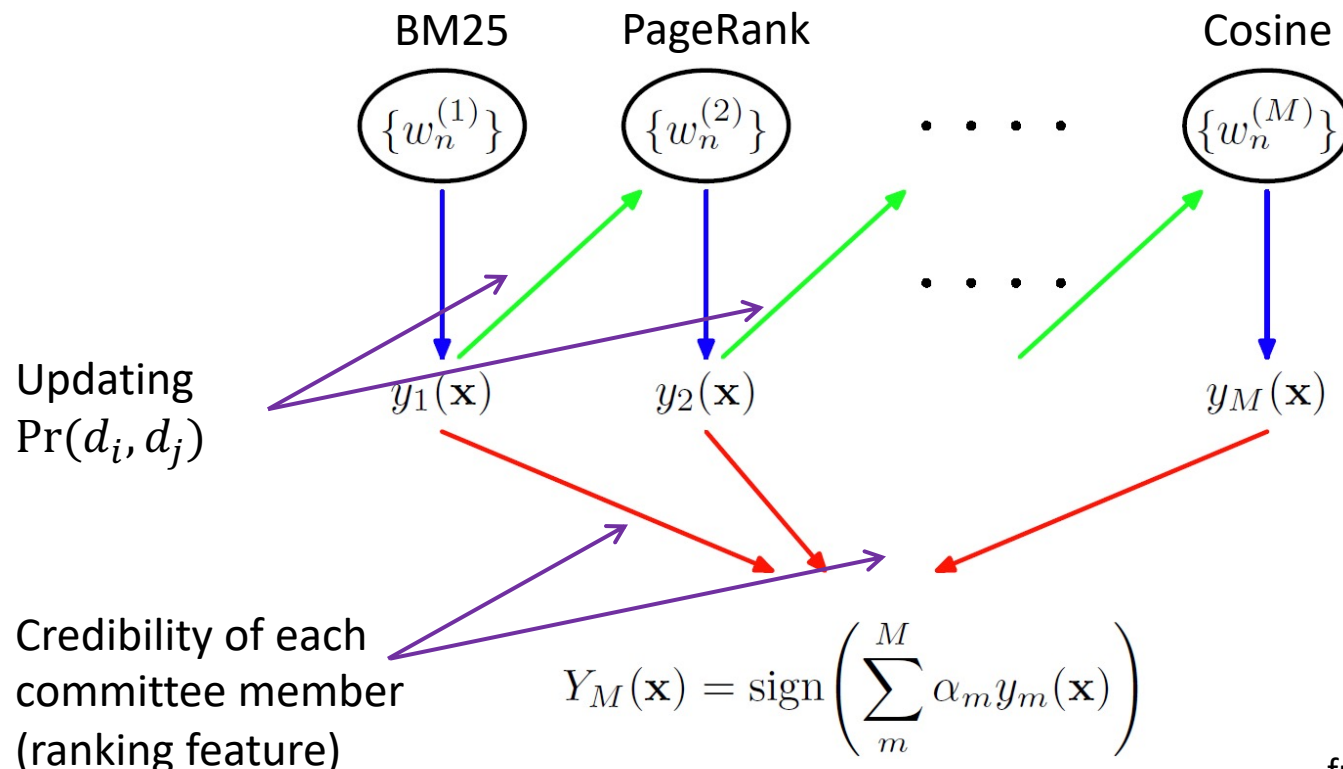 BM25 PageRank Cosine
{w_n^{(1)}} {w_n^{(2)}} . . . . {w_n^{(M)}}
. . . .
Updating
Pr(d_i, d_j)
y_1(x) y_2(x) y_M(x)
Credibility of each
committee member
(ranking feature)
Y_M(x) = sign(∑_m^M α_m y_m(x))